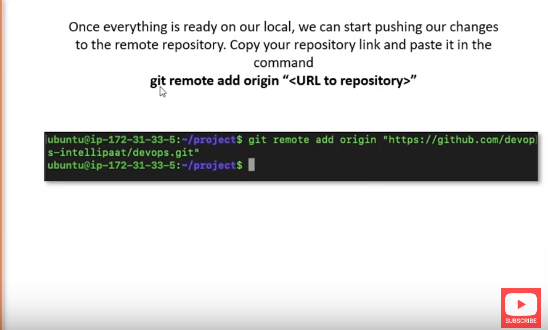 Once everything is ready on our local, we can start pushing our changes
to the remote repository. Copy your repository link and paste it in the
command
git remote add origin “<URL to repository>”
ubuntu@ip-172-31-33-5:~/project$ git remote add origin "https://github.com/devop
s-intellipaat/devops.git"
ubuntu@ip-172-31-33-5:~/project$
SUBSCRIBE